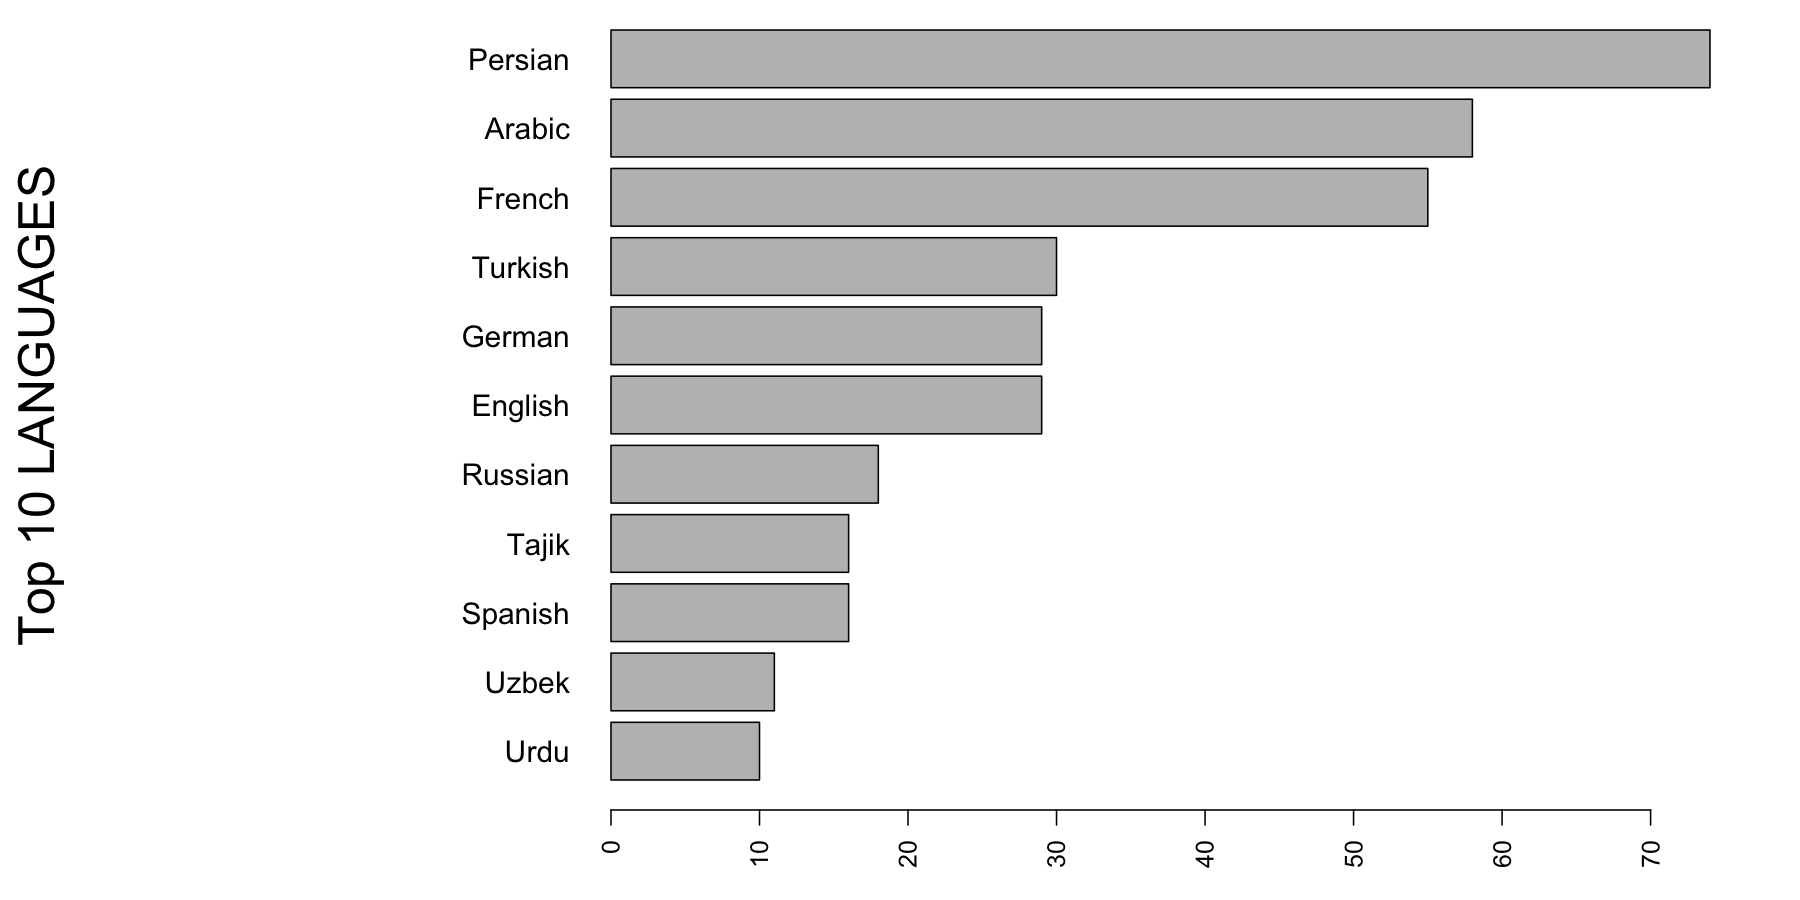 Top 10 LANGUAGES
Persian
Arabic
French
Turkish
German
English
Russian
Tajik
Spanish
Uzbek
Urdu
0 10 20 30 40 50 60 70